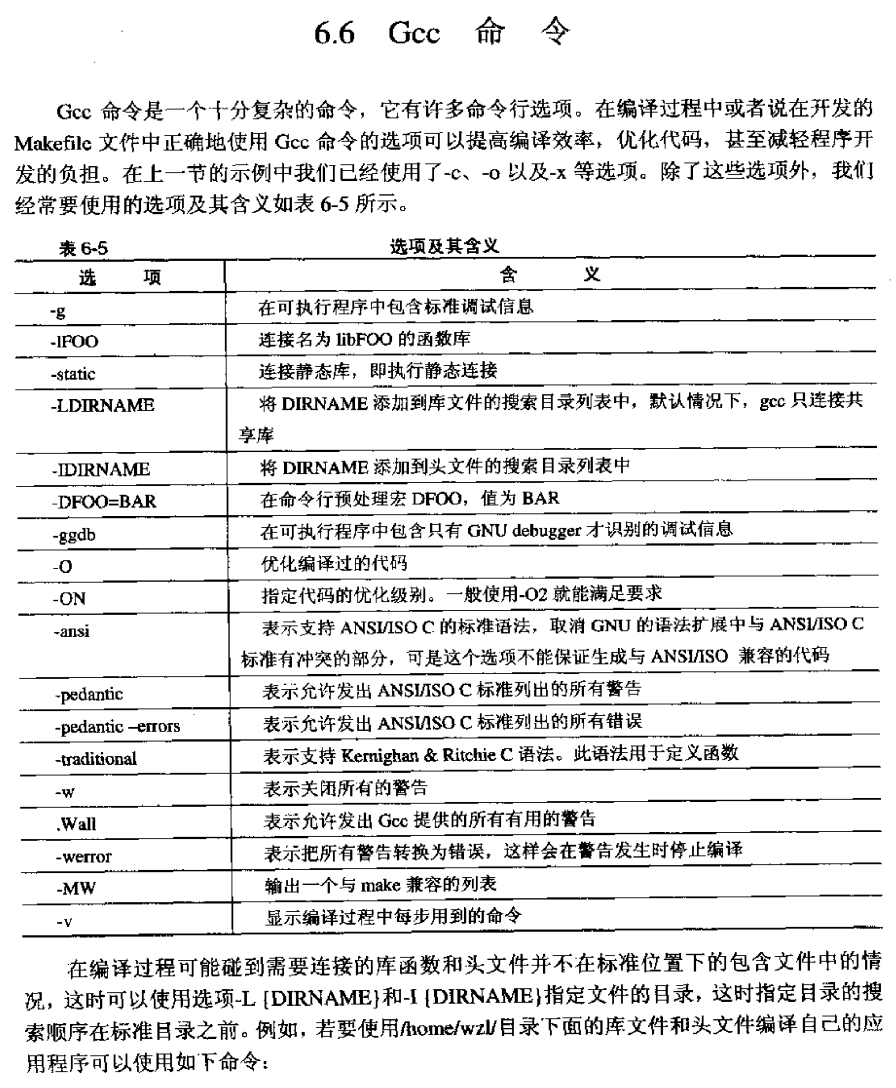 6.6 Gcc 命 令
Gcc 命令是一个十分复杂的命令，它有许多命令行选项。在编译过程中或者说在开发的
Makefile 文件中正确地使用 Gcc 命令的选项可以提高编译效率，优化代码，甚至减轻程序开
发的负担。在上一节的示例中我们已经使用了-c、-o 以及-x 等选项。除了这些选项外，我们
经常要使用的选项及其含义如表 6-5 所示。
表 6-5 选项及其含义
选 项 含 义
-g 在可执行程序中包含标准调试信息
-lFOO 连接名为 libFOO 的函数库
-static 连接静态库，即执行静态连接
-LDIRNAME 将 DIRNAME 添加到库文件的搜索目录列表中，默认情况下，gcc 只连接共
享库
-IDIRNAME 将 DIRNAME 添加到头文件的搜索目录列表中
-DFOO=BAR 在命令行预处理宏 DFOO，值为 BAR
-ggdb 在可执行程序中包含只有 GNU debugger 才识别的调试信息
-O 优化编译过的代码
-ON 指定代码的优化级别。一般使用-O2 就能满足要求
-ansi 表示支持 ANSI/ISO C 的标准语法，取消 GNU 的语法扩展中与 ANSI/ISO C
标准有冲突的部分，可是这个选项不能保证生成与 ANSI/ISO 兼容的代码
-pedantic 表示允许发出 ANSI/ISO C 标准列出的所有警告
-pedantic –errors 表示允许发出 ANSI/ISO C 标准列出的所有错误
-traditional 表示支持 Kernighan & Ritchie C 语法。此语法用于定义函数
-w 表示关闭所有的警告
.Wall 表示允许发出 Gcc 提供的所有有用的警告
-werror 表示把所有警告转换为错误，这样会在警告发生时停止编译
-MW 输出一个与 make 兼容的列表
-v 显示编译过程中每步用到的命令
在编译过程可能碰到需要连接的库函数和头文件并不在标准位置下的包含文件中的情
况，这时可以使用选项-L {DIRNAME}和-I {DIRNAME}指定文件的目录，这时指定目录的搜
索顺序在标准目录之前。例如，若要使用/home/wzl/目录下面的库文件和头文件编译自己的应
用程序可以使用如下命令：